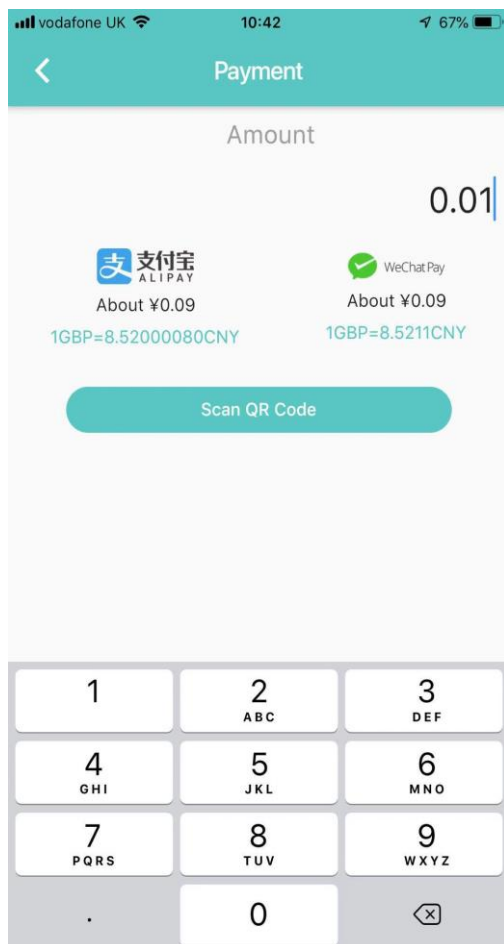 vodafone UK 10:42 67%
Payment
Amount
0.01
支付宝 WeChat Pay
ALIPAY
About ¥0.09 About ¥0.09
1GBP=8.52000080CNY 1GBP=8.5211CNY
Scan QR Code
1 2 3
ABC DEF
4 5 6
GHI JKL MNO
7 8 9
PQRS TUV WXYZ
. 0